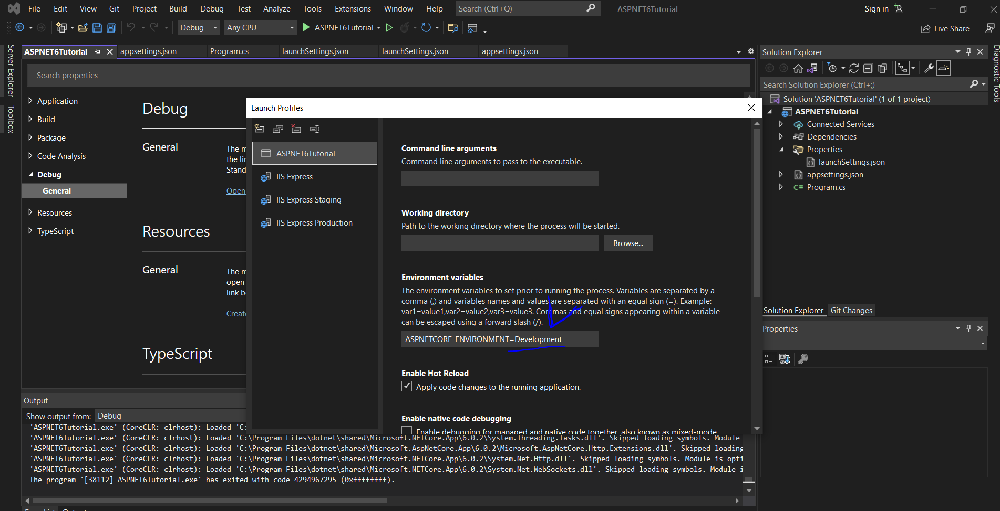 File Edit View Git Project Build Debug Test Analyze Tools Extensions Window Help Search (Ctrl+Q) ASPNET6Tutorial Sign in
Debug Any CPU ASPNET6Tutorial Live Share
Server Explorer
Toolbox
ASPNET6Tutorial appsettings.json Program.cs launchSettings.json launchSettings.json appsettings.json
Search properties
Application
Build
Package
Code Analysis
Debug
General
Resources
TypeScript
Debug
General
The m
the lin
Stand
Open
Resources
General
The m
open
link b
Create
TypeScript
Launch Profiles
ASPNET6Tutorial
IIS Express
IIS Express Staging
IIS Express Production
Command line arguments
Command line arguments to pass to the executable.
Working directory
Path to the working directory where the process will be started.
Browse...
Environment variables
The environment variables to set prior to running the process. Variables are separated by a
comma (,) and variables names and values are separated with an equal sign (=). Example:
var1=value1,var2=value2,var3=value3. Commas and equal signs appearing within a variable
can be escaped using a forward slash (/).
ASPNETCORE_ENVIRONMENT=Development
Enable Hot Reload
Apply code changes to the running application.
Enable native code debugging
Enable debugging for managed and native code together, also known as mixed-mode
Output
Show output from: Debug
'ASPNET6Tutorial.exe' (CoreCLR: clrhost): Loaded 'C:
'ASPNET6Tutorial.exe' (CoreCLR: clrhost): Loaded 'C:\Program Files\dotnet\shared\Microsoft.NETCore.App\6.0.2\System.Threading.Tasks.dll'. Skipped loading symbols. Module
'ASPNET6Tutorial.exe' (CoreCLR: clrhost): Loaded 'C:\Program Files\dotnet\shared\Microsoft.AspNetCore.App\6.0.2\Microsoft.AspNetCore.Http.Extensions.dll'. Skipped loading
'ASPNET6Tutorial.exe' (CoreCLR: clrhost): Loaded 'C:\Program Files\dotnet\shared\Microsoft.NETCore.App\6.0.2\System.Net.Http.dll'. Skipped loading symbols. Module is opti
'ASPNET6Tutorial.exe' (CoreCLR: clrhost): Loaded 'C:\Program Files\dotnet\shared\Microsoft.NETCore.App\6.0.2\System.Net.WebSockets.dll'. Skipped loading symbols. Module i
The program '[38112] ASPNET6Tutorial.exe' has exited with code 4294967295 (0xffffffff).
Solution Explorer
Search Solution Explorer (Ctrl+;)
Solution 'ASPNET6Tutorial' (1 of 1 project)
ASPNET6Tutorial
Connected Services
Dependencies
Properties
launchSettings.json
appsettings.json
Program.cs
Solution Explorer Git Changes
Properties
Diagnostic Tools